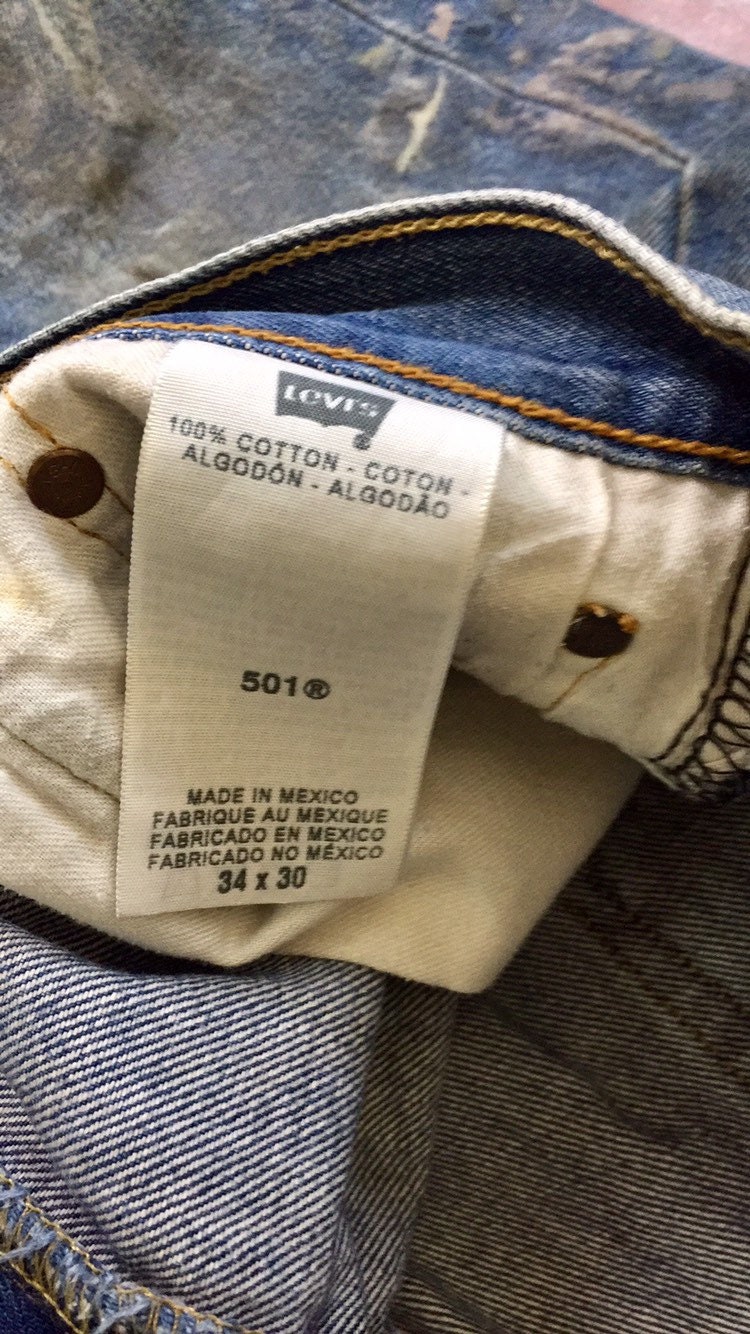 LEVI'S
100% COTTON - COTON -
ALGODÓN - ALGODÃO
501®
MADE IN MEXICO
FABRIQUE AU MEXIQUE
FABRICADO EN MEXICO
FABRICADO NO MÉXICO
34 x 30